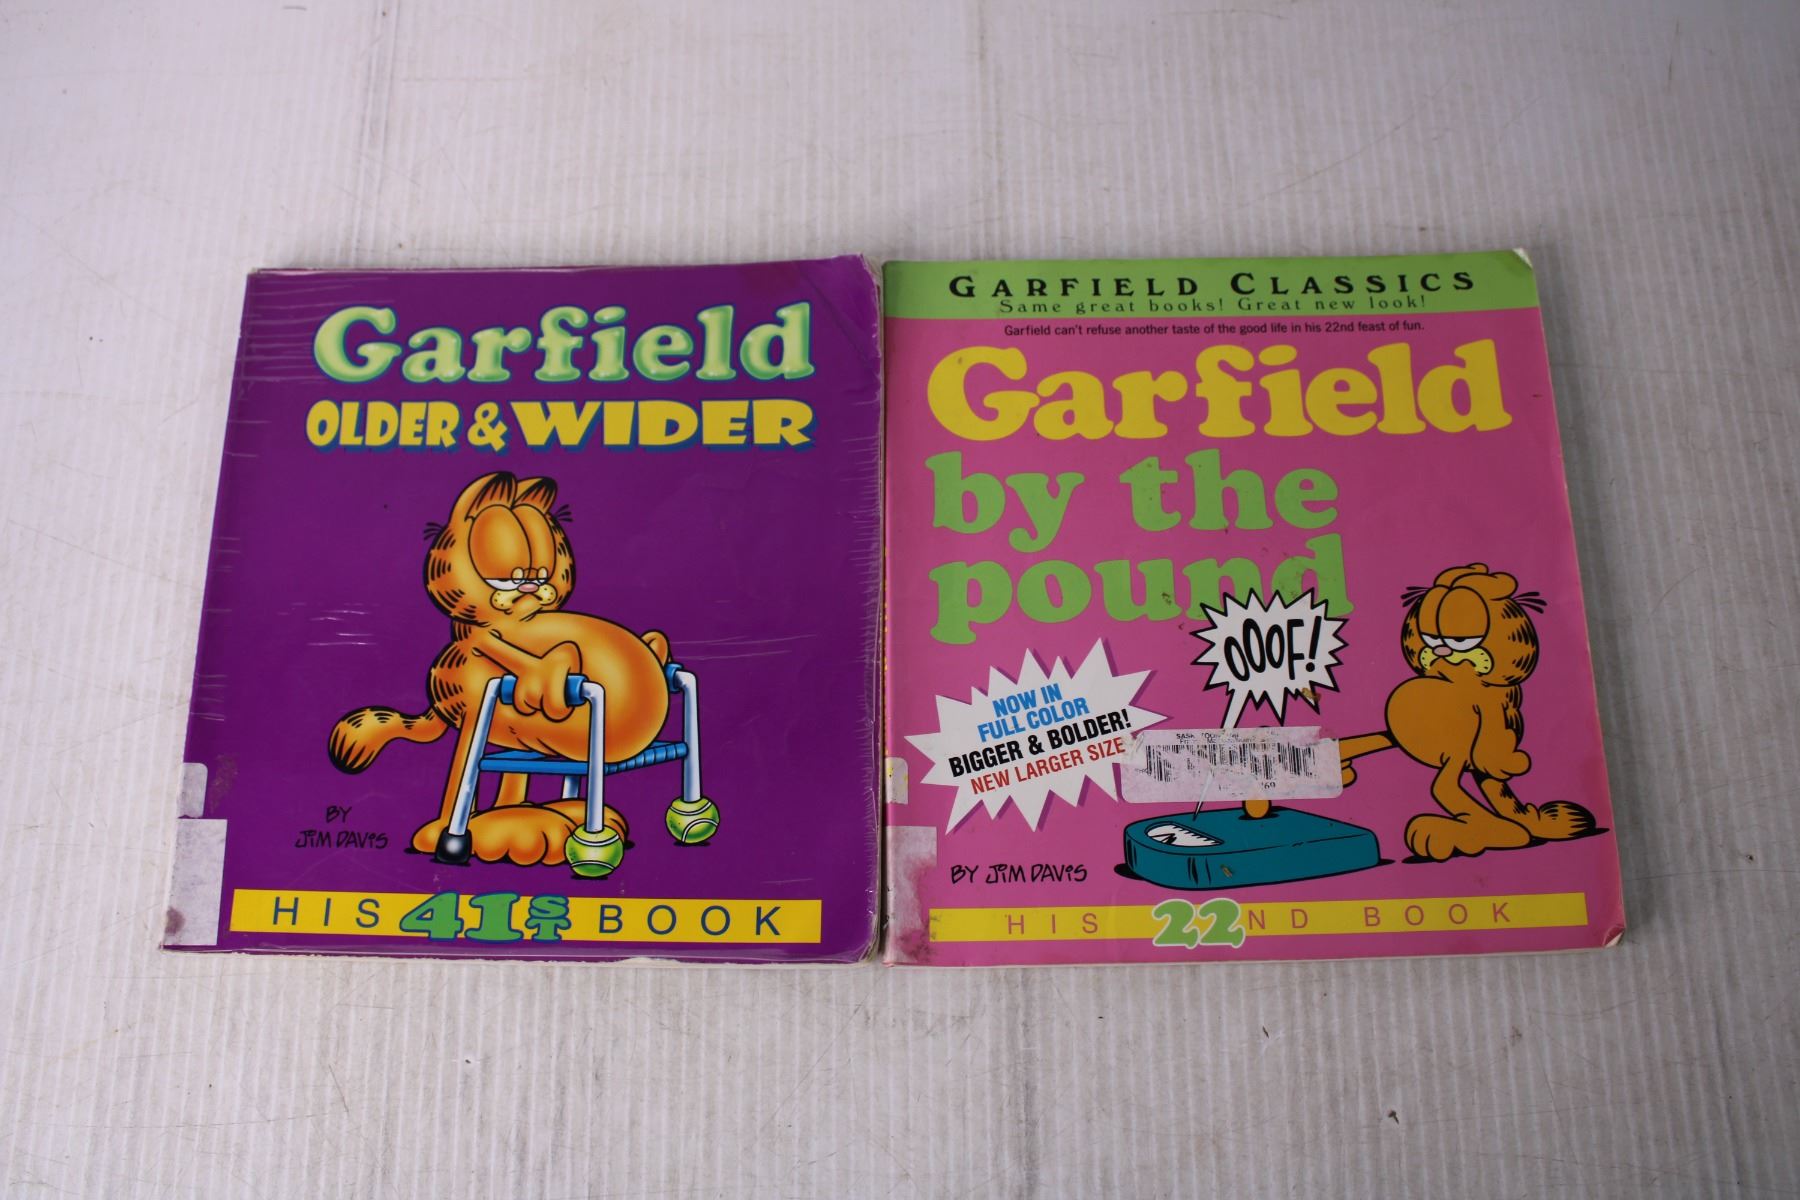 Garfield
OLDER & WIDER
BY
JIM DAVIS
HIS 41ST BOOK
GARFIELD CLASSICS
Same great books! Great new look!
Garfield can't refuse another taste of the good life in his 22nd feast of fun.
Garfield
by the
pound
OOOF!
NOW IN
FULL COLOR
BIGGER & BOLDER!
NEW LARGER SIZE
BY JIM DAVIS
HIS 22ND BOOK